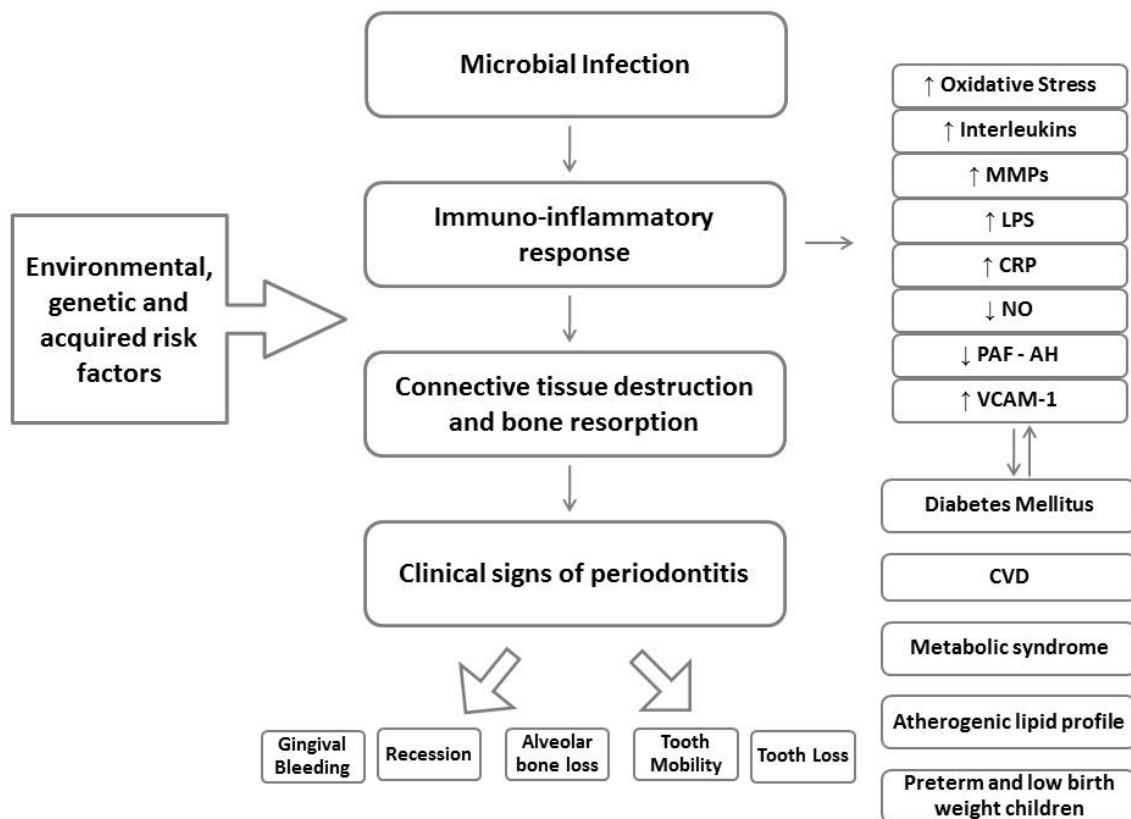 Microbial Infection
Immuno-inflammatory
response
Environmental,
genetic and
acquired risk
factors
Connective tissue destruction
and bone resorption
Clinical signs of periodontitis
Gingival
Bleeding
Recession
Alveolar
bone loss
Tooth
Mobility
Tooth Loss
↑ Oxidative Stress
↑ Interleukins
↑ MMPs
↑ LPS
↑ CRP
↓ NO
↓ PAF - AH
↑ VCAM-1
Diabetes Mellitus
CVD
Metabolic syndrome
Atherogenic lipid profile
Preterm and low birth
weight children